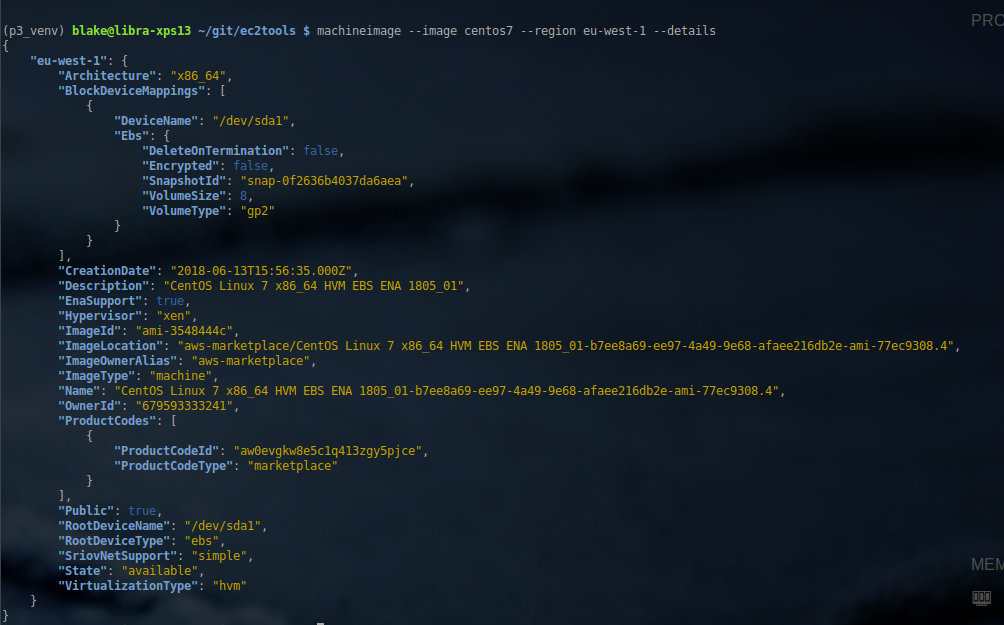 PRO
(p3_venv) blake@libra-xps13 ~/git/ec2tools $ machineimage --image centos7 --region eu-west-1 --details
{
    "eu-west-1": {
        "Architecture": "x86_64",
        "BlockDeviceMappings": [
            {
                "DeviceName": "/dev/sda1",
                "Ebs": {
                    "DeleteOnTermination": false,
                    "Encrypted": false,
                    "SnapshotId": "snap-0f2636b4037da6aea",
                    "VolumeSize": 8,
                    "VolumeType": "gp2"
                }
            }
        ],
        "CreationDate": "2018-06-13T15:56:35.000Z",
        "Description": "CentOS Linux 7 x86_64 HVM EBS ENA 1805_01",
        "EnaSupport": true,
        "Hypervisor": "xen",
        "ImageId": "ami-3548444c",
        "ImageLocation": "aws-marketplace/CentOS Linux 7 x86_64 HVM EBS ENA 1805_01-b7ee8a69-ee97-4a49-9e68-afaee216db2e-ami-77ec9308.4",
        "ImageOwnerAlias": "aws-marketplace",
        "ImageType": "machine",
        "Name": "CentOS Linux 7 x86_64 HVM EBS ENA 1805_01-b7ee8a69-ee97-4a49-9e68-afaee216db2e-ami-77ec9308.4",
        "OwnerId": "679593333241",
        "ProductCodes": [
            {
                "ProductCodeId": "aw0evgkw8e5c1q413zgy5pjce",
                "ProductCodeType": "marketplace"
            }
        ],
        "Public": true,
        "RootDeviceName": "/dev/sda1",
        "RootDeviceType": "ebs",
        "SriovNetSupport": "simple",
        "State": "available",
        "VirtualizationType": "hvm"
    }
}
MEM